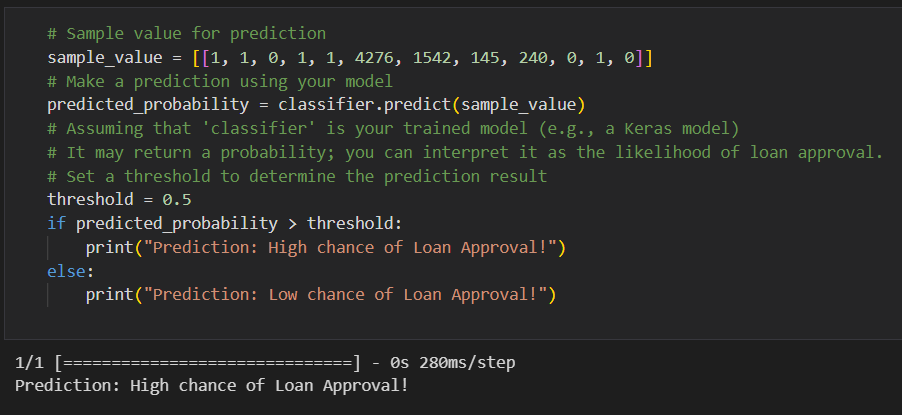 # Sample value for prediction
sample_value = [[1, 1, 0, 1, 1, 4276, 1542, 145, 240, 0, 1, 0]]
# Make a prediction using your model
predicted_probability = classifier.predict(sample_value)
# Assuming that 'classifier' is your trained model (e.g., a Keras model)
# It may return a probability; you can interpret it as the likelihood of loan approval.
# Set a threshold to determine the prediction result
threshold = 0.5
if predicted_probability > threshold:
    print("Prediction: High chance of Loan Approval!")
else:
    print("Prediction: Low chance of Loan Approval!")
1/1 [==============================] - 0s 280ms/step
Prediction: High chance of Loan Approval!